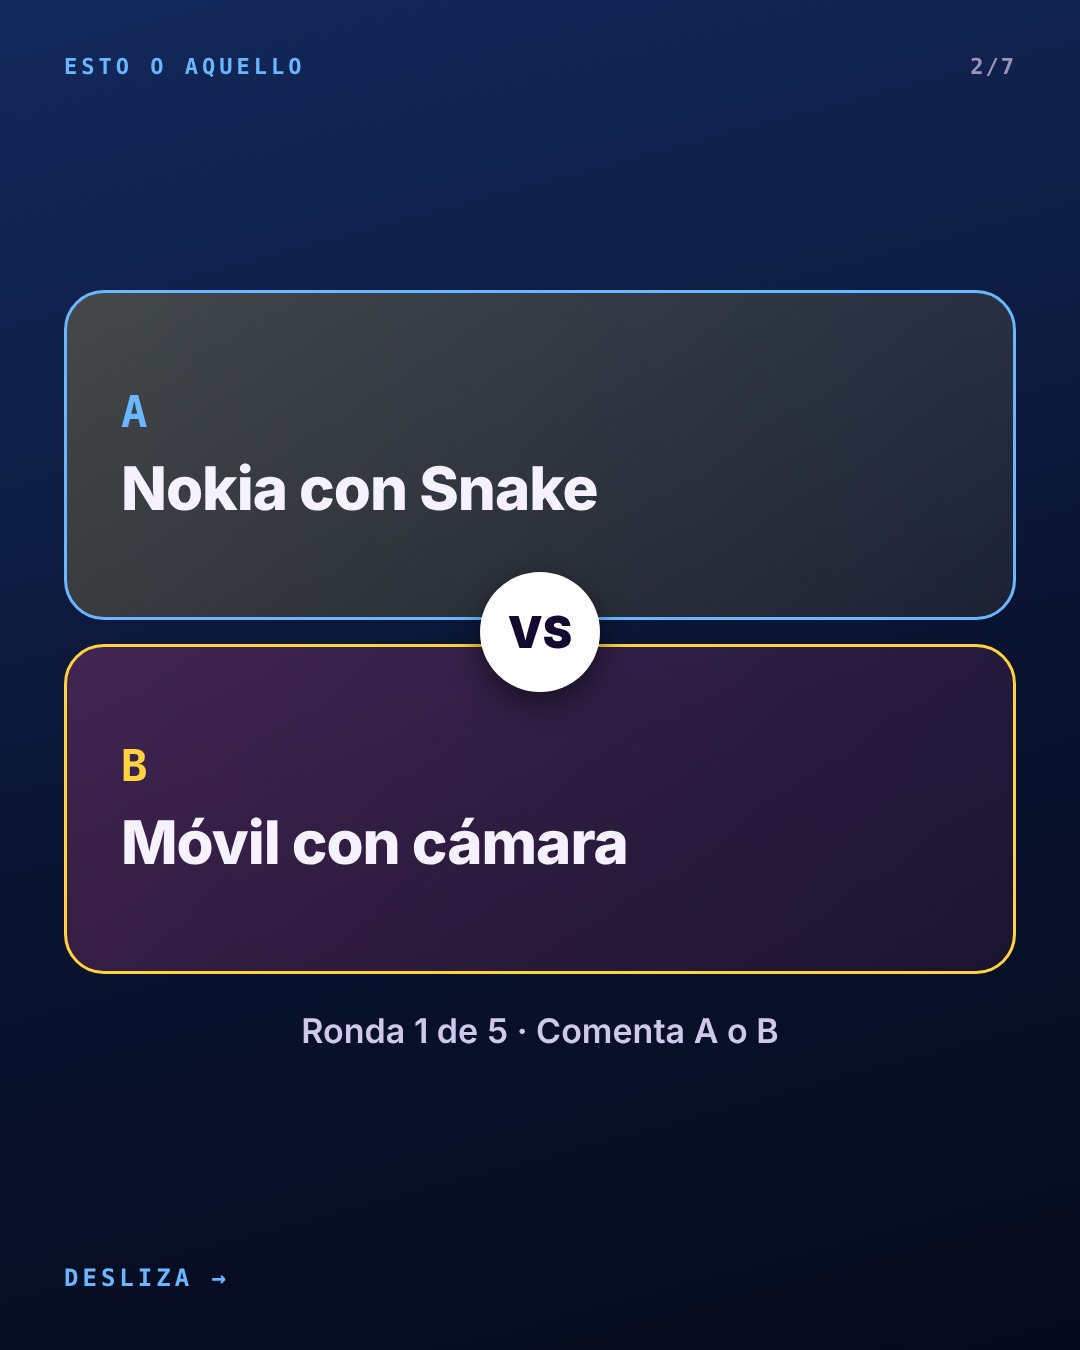 ESTO O AQUELLO
2/7
A
Nokia con Snake
VS
B
Móvil con cámara
Ronda 1 de 5 · Comenta A o B
DESLIZA →